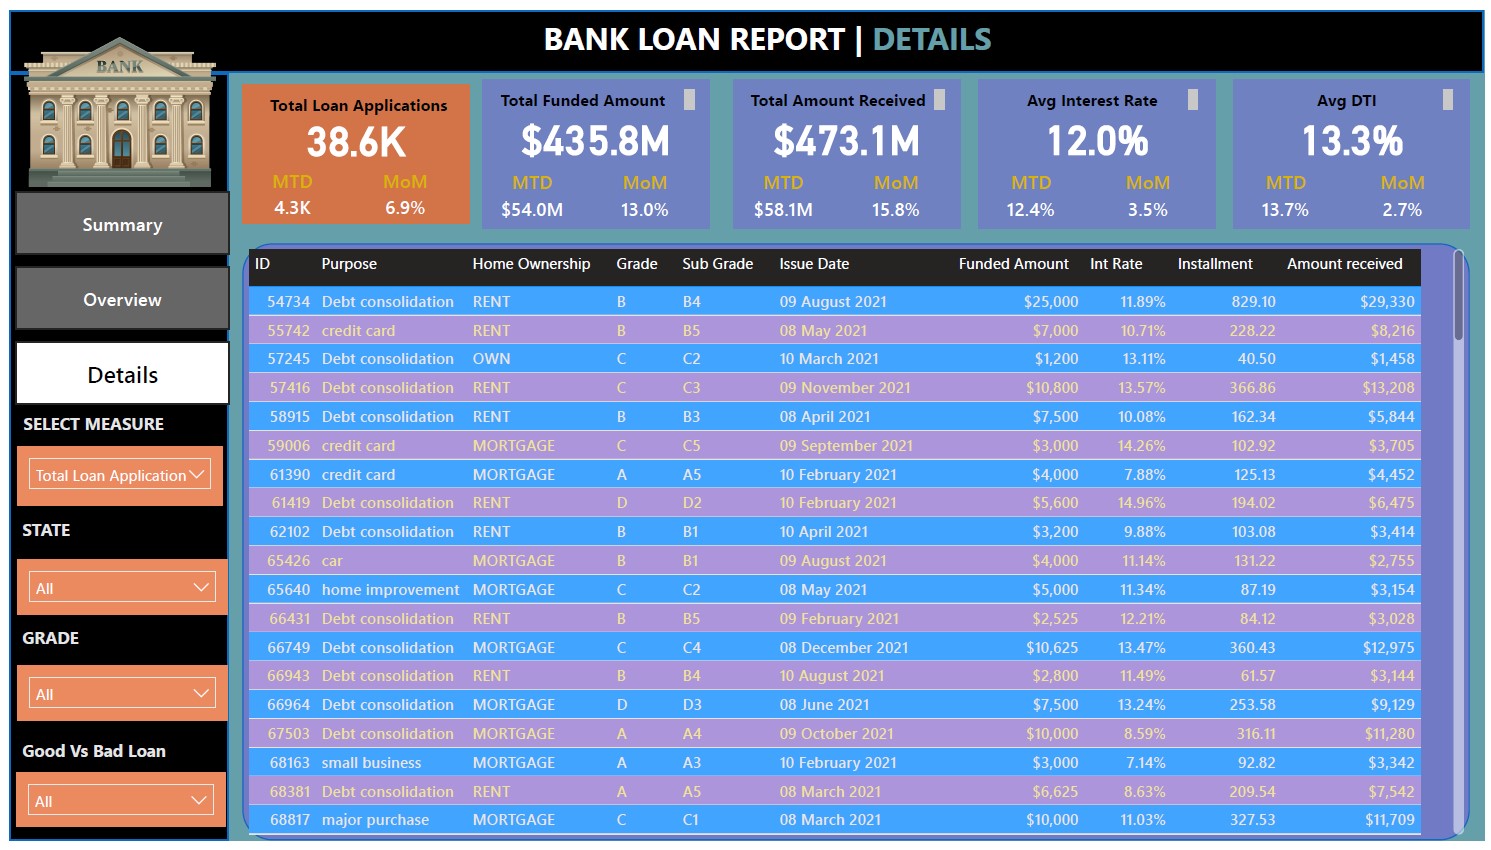 BANK LOAN REPORT | DETAILS
BANK
Summary
Overview
Details
SELECT MEASURE
Total Loan Application
STATE
All
GRADE
All
Good Vs Bad Loan
All
Total Loan Applications
38.6K
MTD MoM
4.3K 6.9%
Total Funded Amount
$435.8M
MTD MoM
$54.0M 13.0%
Total Amount Received
$473.1M
MTD MoM
$58.1M 15.8%
Avg Interest Rate
12.0%
MTD MoM
12.4% 3.5%
Avg DTI
13.3%
MTD MoM
13.7% 2.7%
ID Purpose Home Ownership Grade Sub Grade Issue Date Funded Amount Int Rate Installment Amount received
54734 Debt consolidation RENT B B4 09 August 2021 $25,000 11.89% 829.10 $29,330
55742 credit card RENT B B5 08 May 2021 $7,000 10.71% 228.22 $8,216
57245 Debt consolidation OWN C C2 10 March 2021 $1,200 13.11% 40.50 $1,458
57416 Debt consolidation RENT C C3 09 November 2021 $10,800 13.57% 366.86 $13,208
58915 Debt consolidation RENT B B3 08 April 2021 $7,500 10.08% 162.34 $5,844
59006 credit card MORTGAGE C C5 09 September 2021 $3,000 14.26% 102.92 $3,705
61390 credit card MORTGAGE A A5 10 February 2021 $4,000 7.88% 125.13 $4,452
61419 Debt consolidation RENT D D2 10 February 2021 $5,600 14.96% 194.02 $6,475
62102 Debt consolidation RENT B B1 10 April 2021 $3,200 9.88% 103.08 $3,414
65426 car MORTGAGE B B1 09 August 2021 $4,000 11.14% 131.22 $2,755
65640 home improvement MORTGAGE C C2 08 May 2021 $5,000 11.34% 87.19 $3,154
66431 Debt consolidation RENT B B5 09 February 2021 $2,525 12.21% 84.12 $3,028
66749 Debt consolidation MORTGAGE C C4 08 December 2021 $10,625 13.47% 360.43 $12,975
66943 Debt consolidation RENT B B4 10 August 2021 $2,800 11.49% 61.57 $3,144
66964 Debt consolidation MORTGAGE D D3 08 June 2021 $7,500 13.24% 253.58 $9,129
67503 Debt consolidation MORTGAGE A A4 09 October 2021 $10,000 8.59% 316.11 $11,280
68163 small business MORTGAGE A A3 10 February 2021 $3,000 7.14% 92.82 $3,342
68381 Debt consolidation RENT A A5 08 March 2021 $6,625 8.63% 209.54 $7,542
68817 major purchase MORTGAGE C C1 08 March 2021 $10,000 11.03% 327.53 $11,709